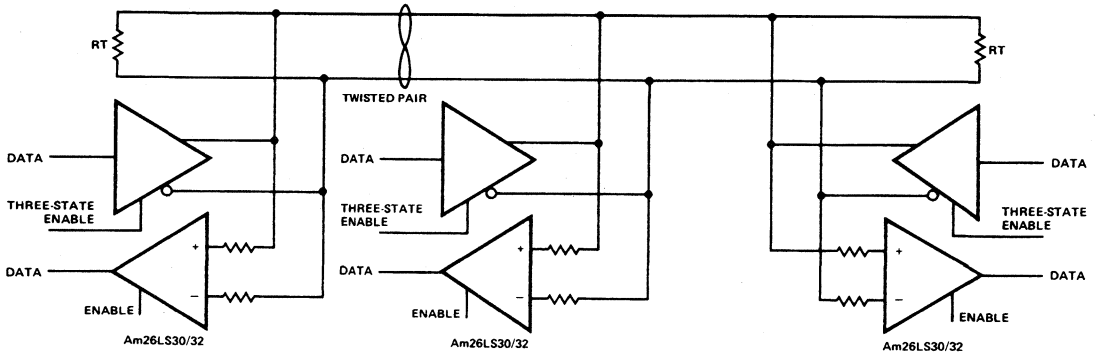 RT
RT
TWISTED PAIR
DATA
DATA
DATA
THREE-STATE
ENABLE
THREE-STATE
ENABLE
THREE-STATE
ENABLE
+
+
+
DATA
DATA
DATA
−
−
−
ENABLE
ENABLE
ENABLE
Am26LS30/32
Am26LS30/32
Am26LS30/32